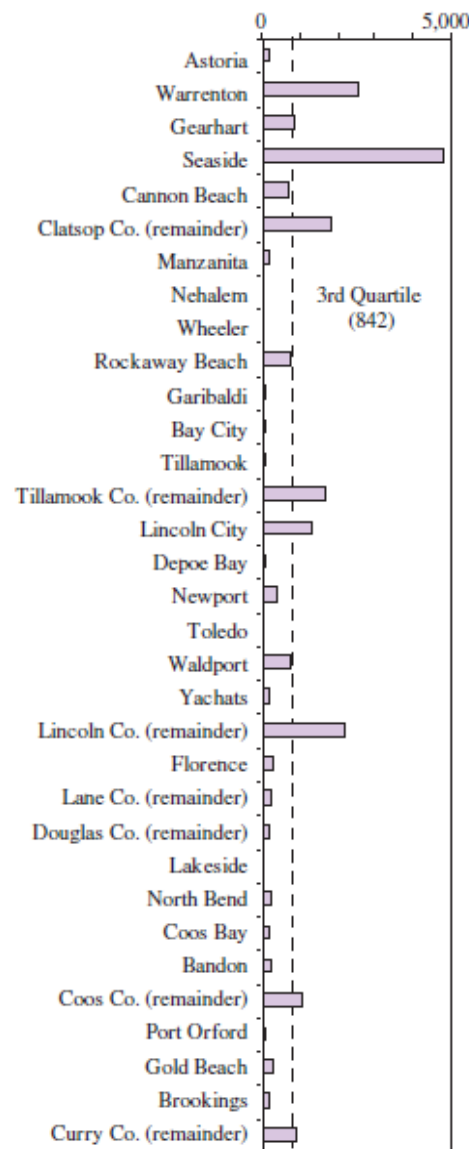 0 5,000
Astoria
Warrenton
Gearhart
Seaside
Cannon Beach
Clatsop Co. (remainder)
Manzanita
Nehalem
3rd Quartile
(842)
Wheeler
Rockaway Beach
Garibaldi
Bay City
Tillamook
Tillamook Co. (remainder)
Lincoln City
Depoe Bay
Newport
Toledo
Waldport
Yachats
Lincoln Co. (remainder)
Florence
Lane Co. (remainder)
Douglas Co. (remainder)
Lakeside
North Bend
Coos Bay
Bandon
Coos Co. (remainder)
Port Orford
Gold Beach
Brookings
Curry Co. (remainder)